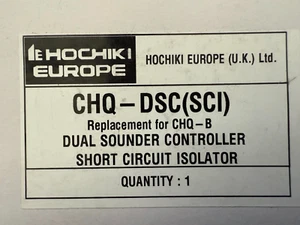 HOCHIKI
EUROPE
HOCHIKI EUROPE (U.K.) Ltd.
CHQ-DSC(SCI)
Replacement for CHQ-B
DUAL SOUNDER CONTROLLER
SHORT CIRCUIT ISOLATOR
QUANTITY : 1